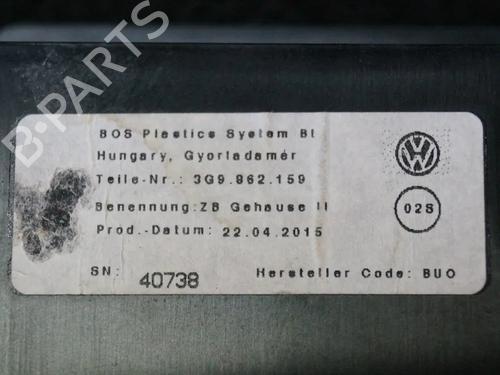 BOS Plastics System Bt
Hungary, Gyorladamér
Teile-Nr.: 3G9.862.159
Benennung:ZB Gehause II
Prod.-Datum: 22.04.2015
SN: 40738
Hersteller Code: BUO
02S
B-PARTS